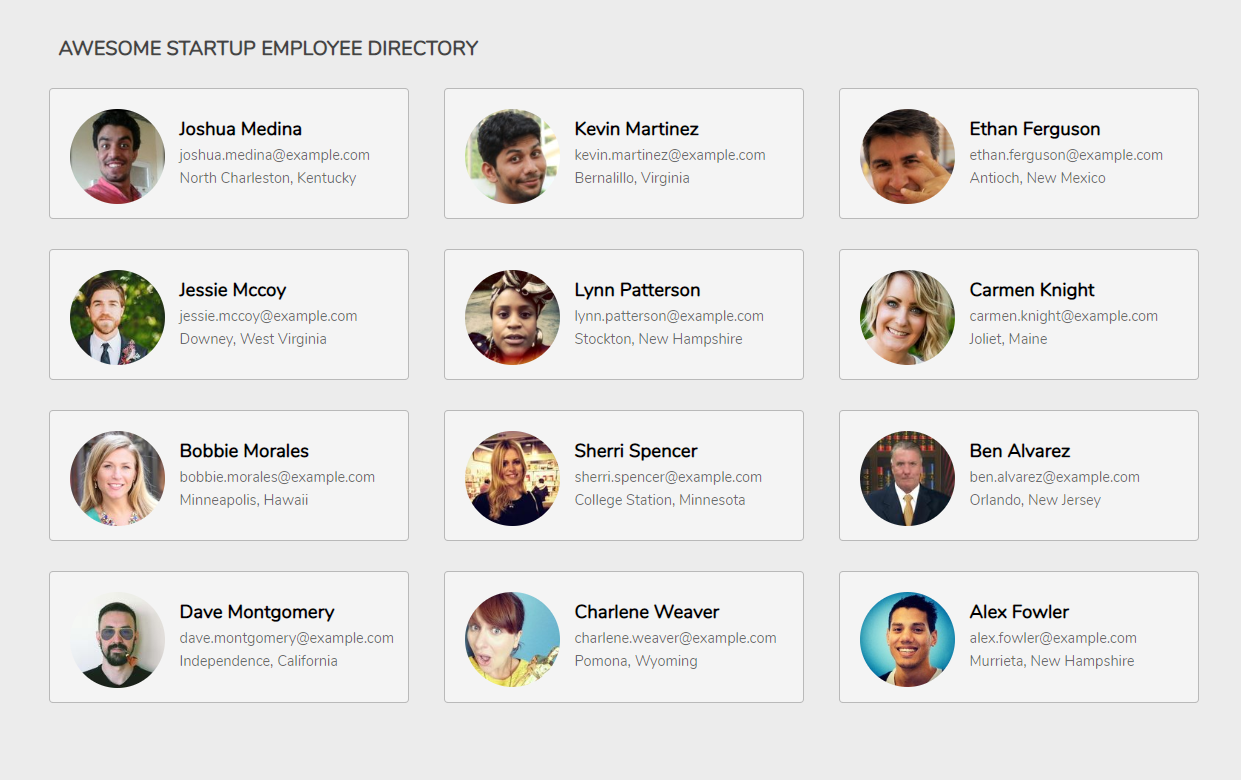 AWESOME STARTUP EMPLOYEE DIRECTORY
Joshua Medina
joshua.medina@example.com
North Charleston, Kentucky
Kevin Martinez
kevin.martinez@example.com
Bernalillo, Virginia
Ethan Ferguson
ethan.ferguson@example.com
Antioch, New Mexico
Jessie Mccoy
jessie.mccoy@example.com
Downey, West Virginia
Lynn Patterson
lynn.patterson@example.com
Stockton, New Hampshire
Carmen Knight
carmen.knight@example.com
Joliet, Maine
Bobbie Morales
bobbie.morales@example.com
Minneapolis, Hawaii
Sherri Spencer
sherri.spencer@example.com
College Station, Minnesota
Ben Alvarez
ben.alvarez@example.com
Orlando, New Jersey
Dave Montgomery
dave.montgomery@example.com
Independence, California
Charlene Weaver
charlene.weaver@example.com
Pomona, Wyoming
Alex Fowler
alex.fowler@example.com
Murrieta, New Hampshire